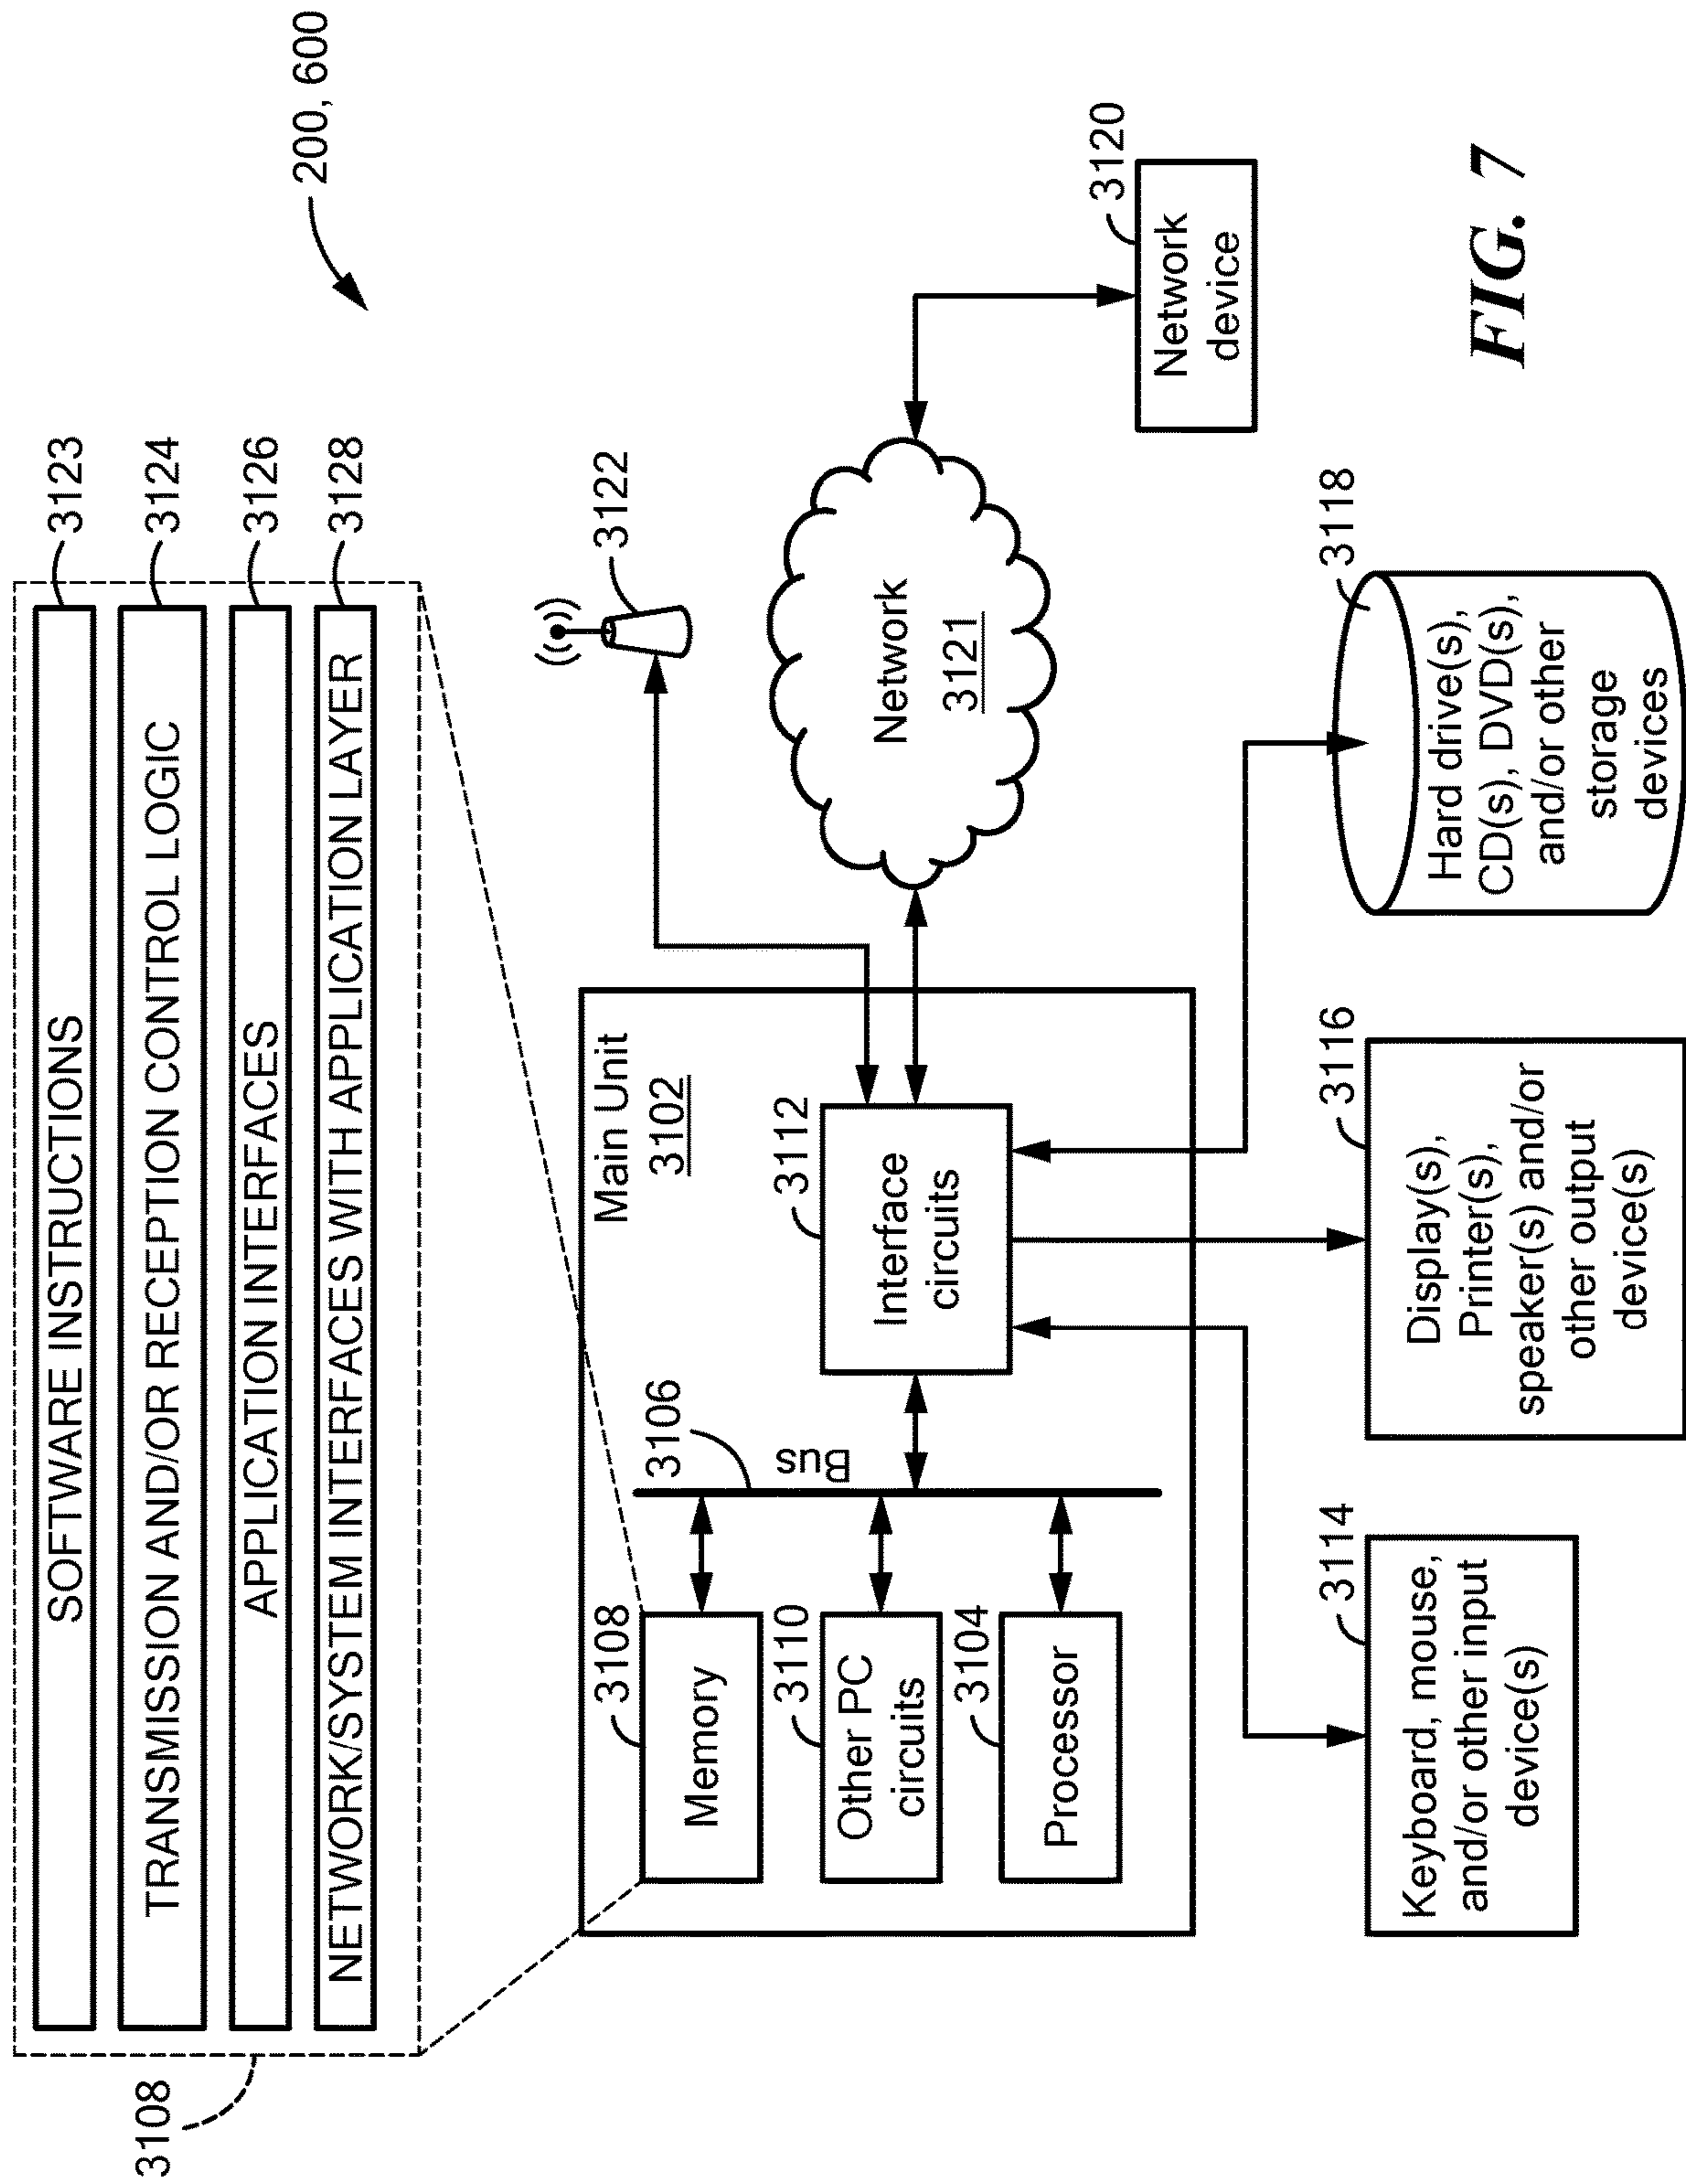 200, 600
3108
SOFTWARE INSTRUCTIONS
3123
TRANSMISSION AND/OR RECEPTION CONTROL LOGIC
3124
APPLICATION INTERFACES
3126
NETWORK/SYSTEM INTERFACES WITH APPLICATION LAYER
3128
Main Unit
3102
3108
Memory
3110
Other PC
circuits
3104
Processor
3106
Bus
3112
Interface
circuits
3122
Network
3121
3120
Network
device
3114
Keyboard, mouse,
and/or other input
device(s)
3116
Display(s),
Printer(s),
speaker(s) and/or
other output
device(s)
3118
Hard drive(s),
CD(s), DVD(s),
and/or other
storage
devices
FIG. 7